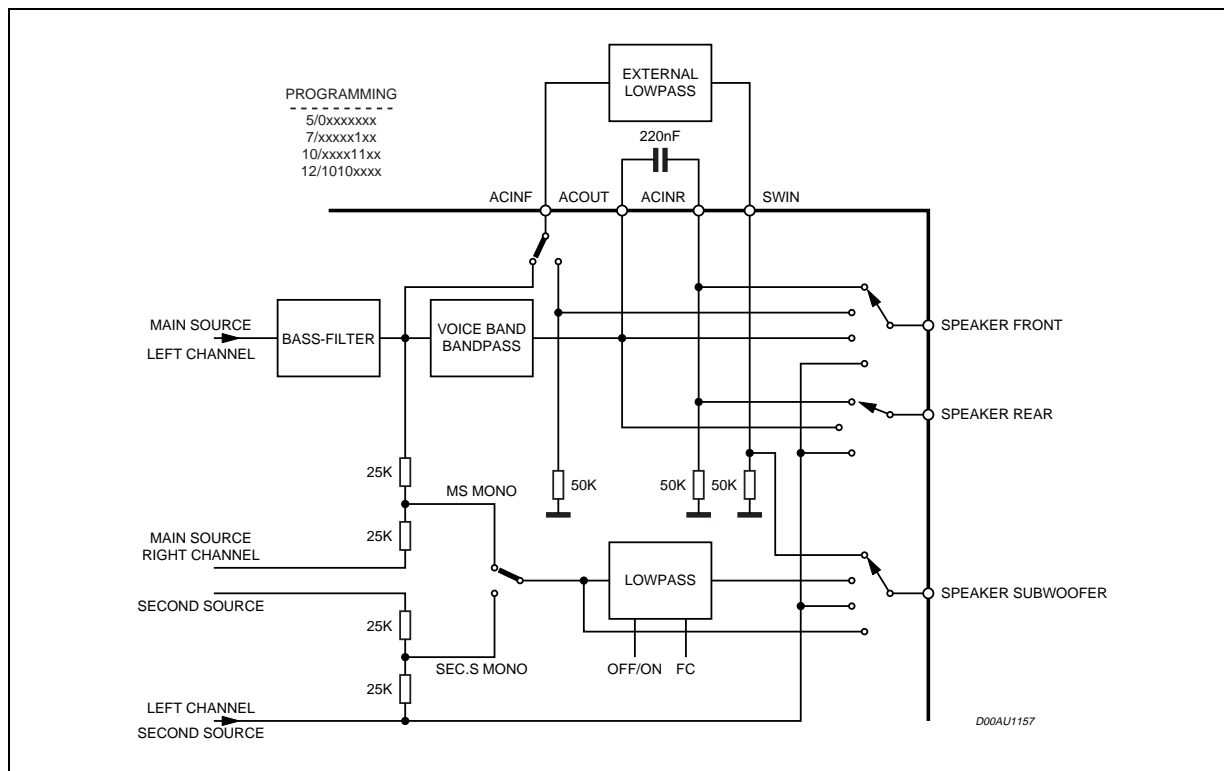 EXTERNAL
LOWPASS
PROGRAMMING
5/0xxxxxxx
7/xxxxx1xx
10/xxxx11xx
12/1010xxxx
220nF
ACINF
ACOUT
ACINR
SWIN
MAIN SOURCE
LEFT CHANNEL
BASS-FILTER
VOICE BAND
BANDPASS
SPEAKER FRONT
SPEAKER REAR
25K
MS MONO
50K
50K
50K
25K
MAIN SOURCE
RIGHT CHANNEL
LOWPASS
SPEAKER SUBWOOFER
SECOND SOURCE
25K
SEC.S MONO
OFF/ON
FC
25K
LEFT CHANNEL
SECOND SOURCE
D00AU1157